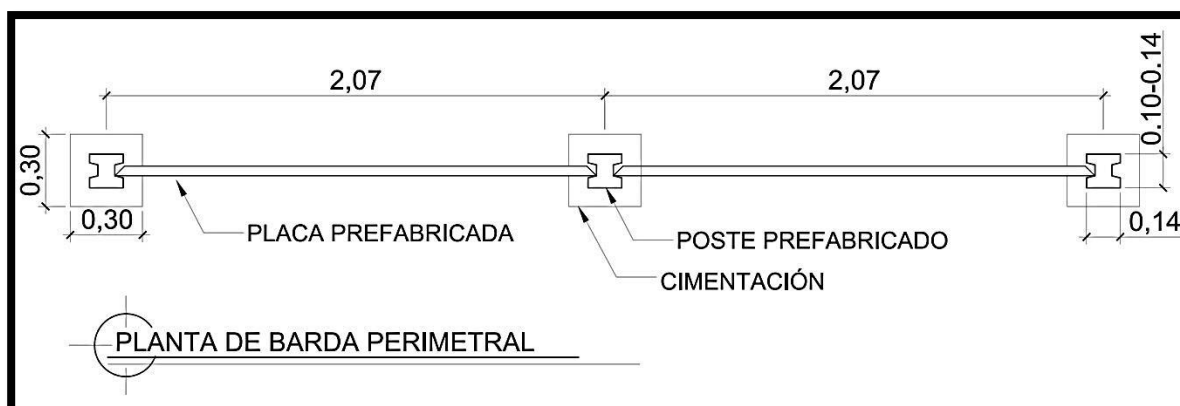 2,07
2,07
0.10-0.14
0,30
0,30
0,14
PLACA PREFABRICADA
POSTE PREFABRICADO
CIMENTACIÓN
PLANTA DE BARDA PERIMETRAL